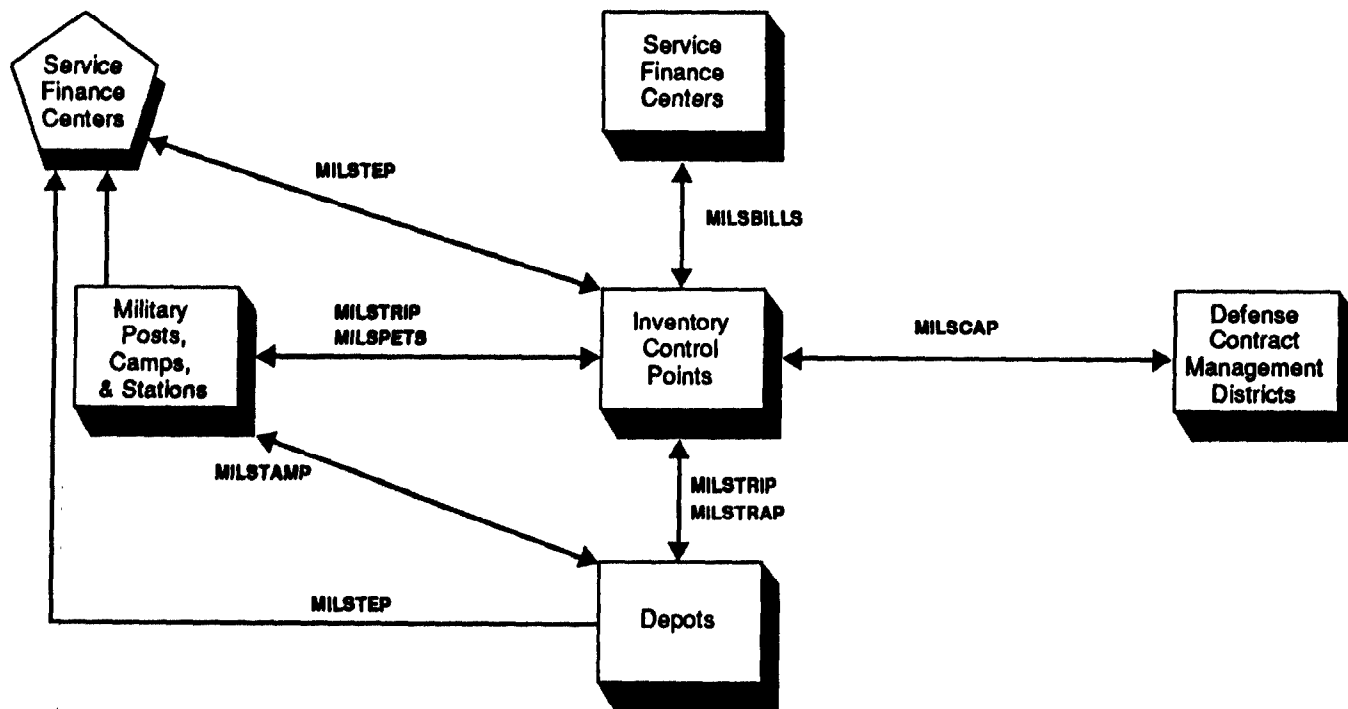 Service
Finance
Centers
Service
Finance
Centers
MILSTEP
MILSBILLS
Military
Posts,
Camps,
& Stations
MILSTRIP
MILSPETS
Inventory
Control
Points
MILSCAP
Defense
Contract
Management
Districts
MILSTAMP
MILSTRIP
MILSTRAP
MILSTEP
Depots